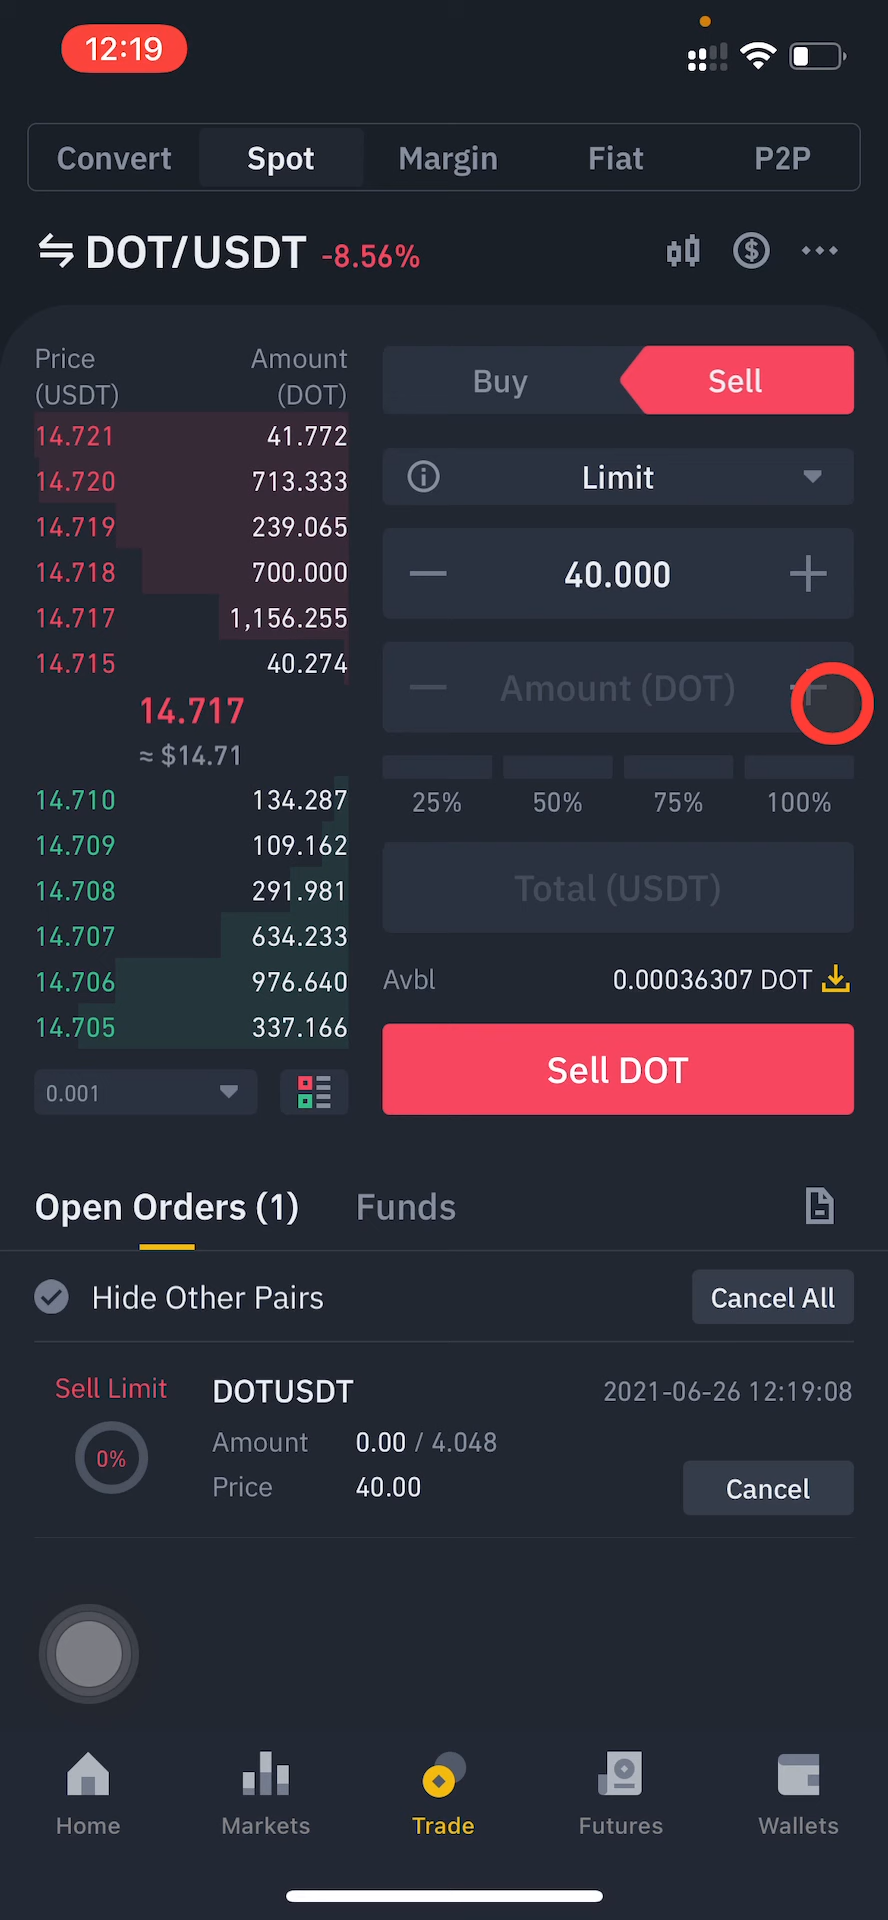 12:19
Convert Spot Margin Fiat P2P
DOT/USDT -8.56%
Price Amount
(USDT) (DOT)
14.721 41.772
14.720 713.333
14.719 239.065
14.718 700.000
14.717 1,156.255
14.715 40.274
14.717
≈ $14.71
14.710 134.287
14.709 109.162
14.708 291.981
14.707 634.233
14.706 976.640
14.705 337.166
0.001
Buy Sell
Limit
40.000
Amount (DOT)
25% 50% 75% 100%
Total (USDT)
Avbl 0.00036307 DOT
Sell DOT
Open Orders (1) Funds
Hide Other Pairs Cancel All
Sell Limit DOTUSDT 2021-06-26 12:19:08
0% Amount 0.00 / 4.048
Price 40.00 Cancel
Home Markets Trade Futures Wallets